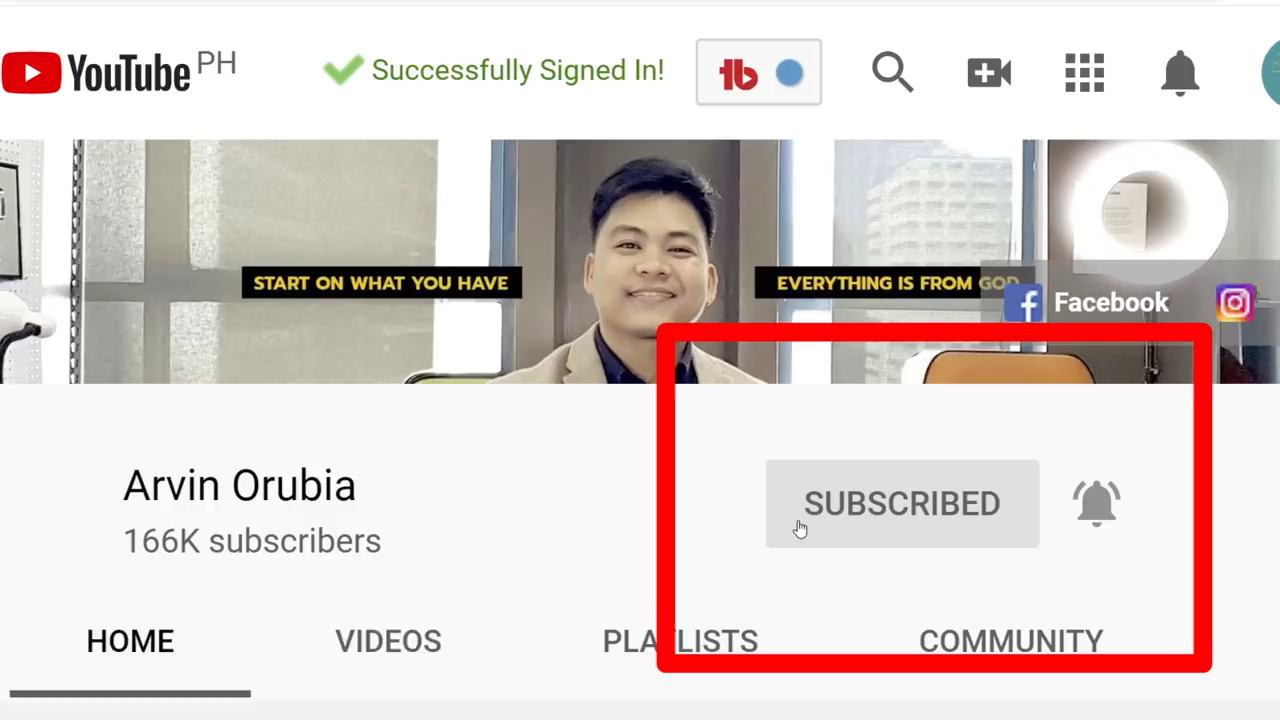 YouTube PH
Successfully Signed In!
START ON WHAT YOU HAVE
EVERYTHING IS FROM GOD
Facebook
Arvin Orubia
SUBSCRIBED
166K subscribers
HOME VIDEOS PLAYLISTS COMMUNITY